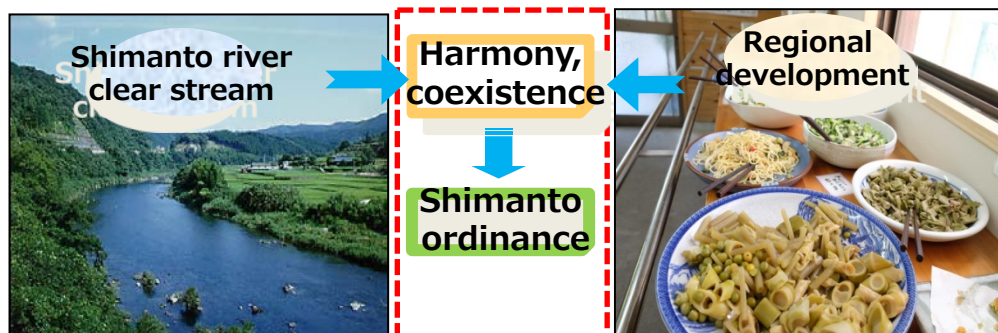 Shimanto river
clear stream
Harmony,
coexistence
Shimanto
ordinance
Regional
development